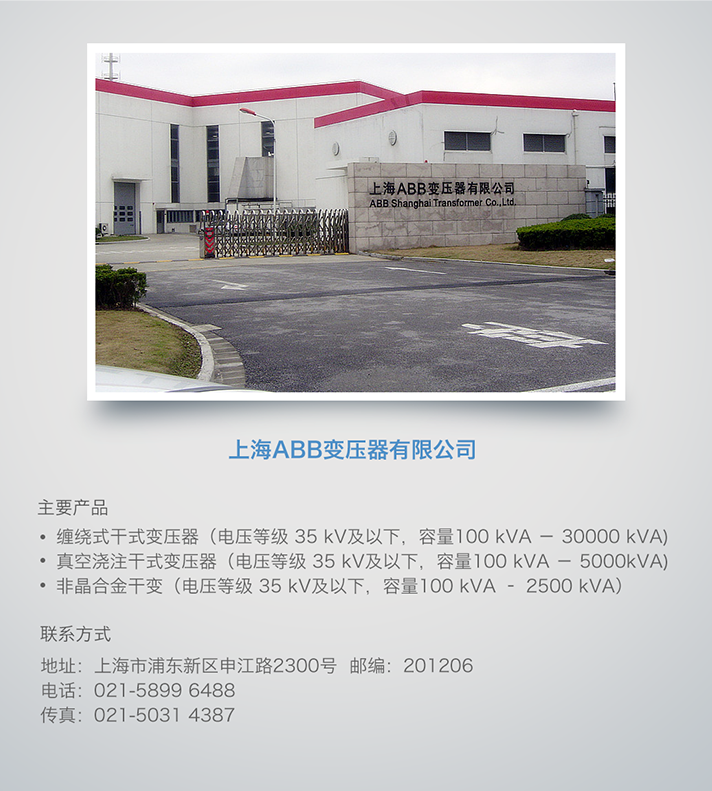 上海ABB变压器有限公司
ABB Shanghai Transformer Co.,Ltd.
上海ABB变压器有限公司
主要产品
• 缠绕式干式变压器（电压等级 35 kV及以下，容量100 kVA － 30000 kVA)
• 真空浇注干式变压器（电压等级 35 kV及以下，容量100 kVA － 5000kVA)
• 非晶合金干变（电压等级 35 kV及以下，容量100 kVA - 2500 kVA）
联系方式
地址：上海市浦东新区申江路2300号 邮编：201206
电话：021-5899 6488
传真：021-5031 4387